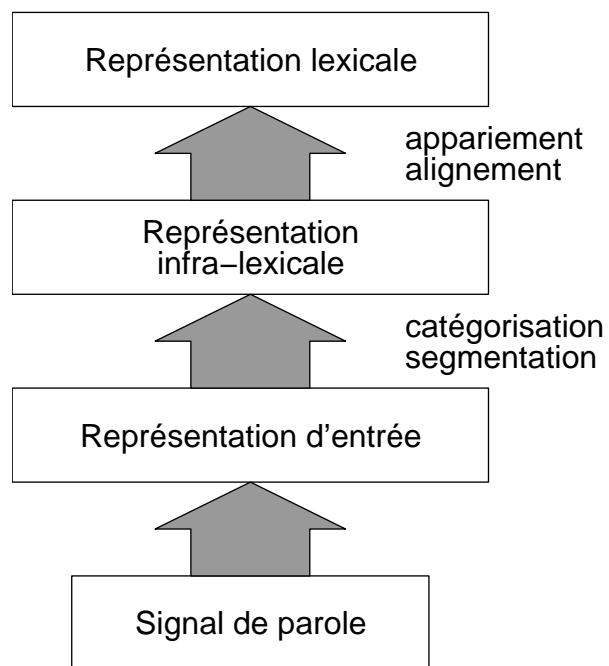 Représentation lexicale
appariement
alignement
Représentation
infra−lexicale
catégorisation
segmentation
Représentation d'entrée
Signal de parole